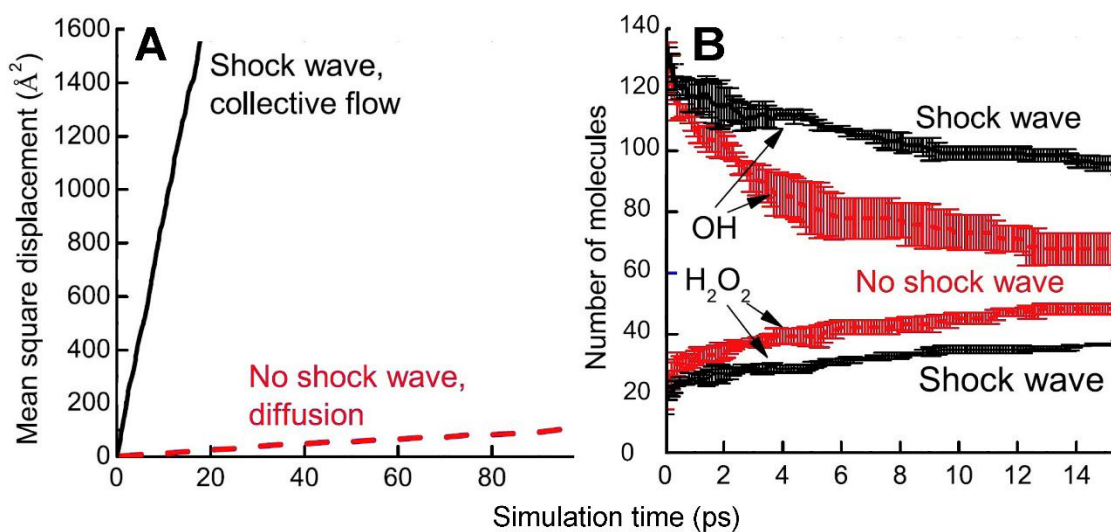 A
B
Mean square displacement (Å²)
1600
1400
1200
1000
800
600
400
200
0
Shock wave,
collective flow
No shock wave,
diffusion
0 20 40 60 80
Number of molecules
140
120
100
80
60
40
20
0
Shock wave
OH
No shock wave
H₂O₂
Shock wave
0 2 4 6 8 10 12 14
Simulation time (ps)